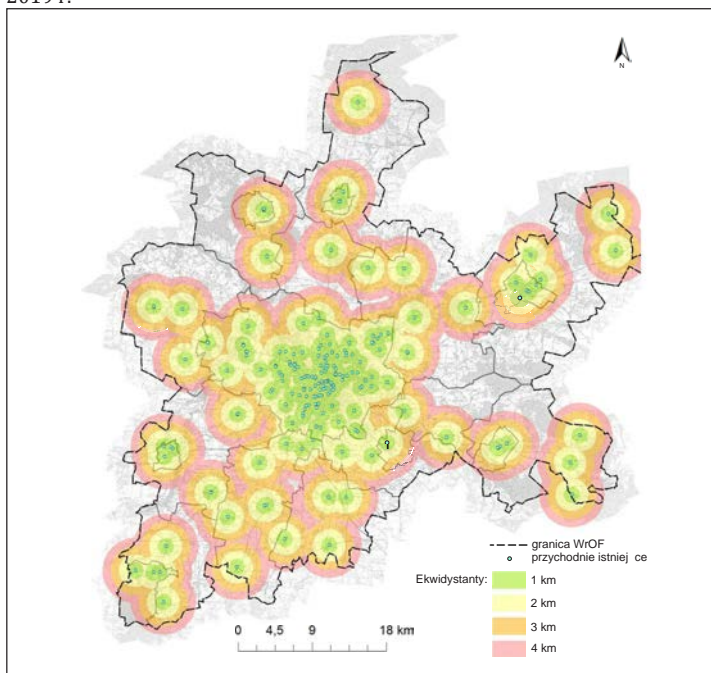 2019 r.
N
granica WrOF
przychodnie istniej ce
Ekwidystanty:
1 km
2 km
3 km
4 km
0 4,5 9 18 km